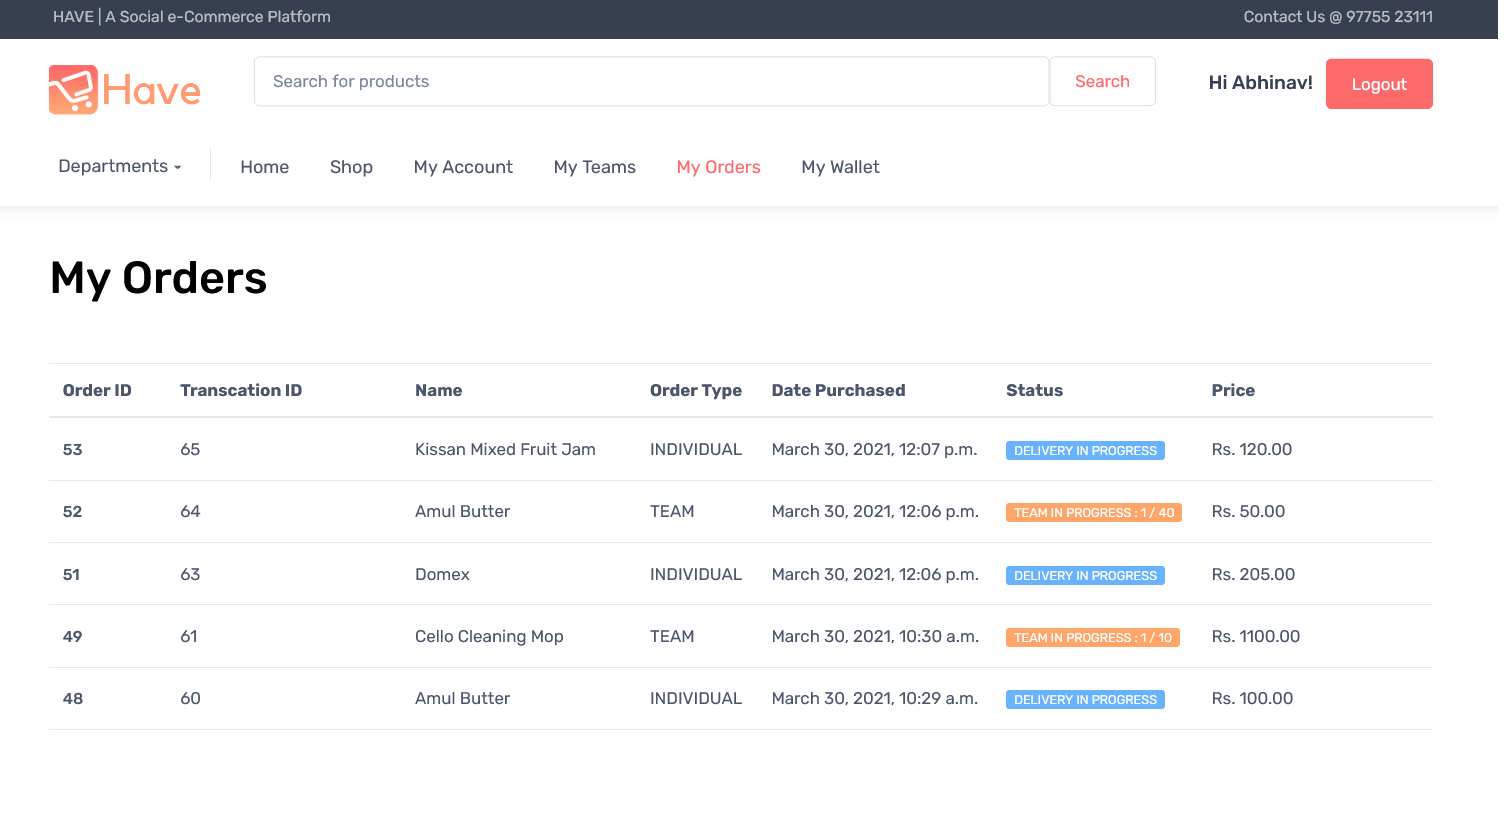 HAVE | A Social e-Commerce Platform Contact Us @ 97755 23111
Have Search for products Search Hi Abhinav! Logout
Departments Home Shop My Account My Teams My Orders My Wallet
My Orders
Order ID Transcation ID Name Order Type Date Purchased Status Price
53 65 Kissan Mixed Fruit Jam INDIVIDUAL March 30, 2021, 12:07 p.m. DELIVERY IN PROGRESS Rs. 120.00
52 64 Amul Butter TEAM March 30, 2021, 12:06 p.m. TEAM IN PROGRESS : 1 / 40 Rs. 50.00
51 63 Domex INDIVIDUAL March 30, 2021, 12:06 p.m. DELIVERY IN PROGRESS Rs. 205.00
49 61 Cello Cleaning Mop TEAM March 30, 2021, 10:30 a.m. TEAM IN PROGRESS : 1 / 10 Rs. 1100.00
48 60 Amul Butter INDIVIDUAL March 30, 2021, 10:29 a.m. DELIVERY IN PROGRESS Rs. 100.00